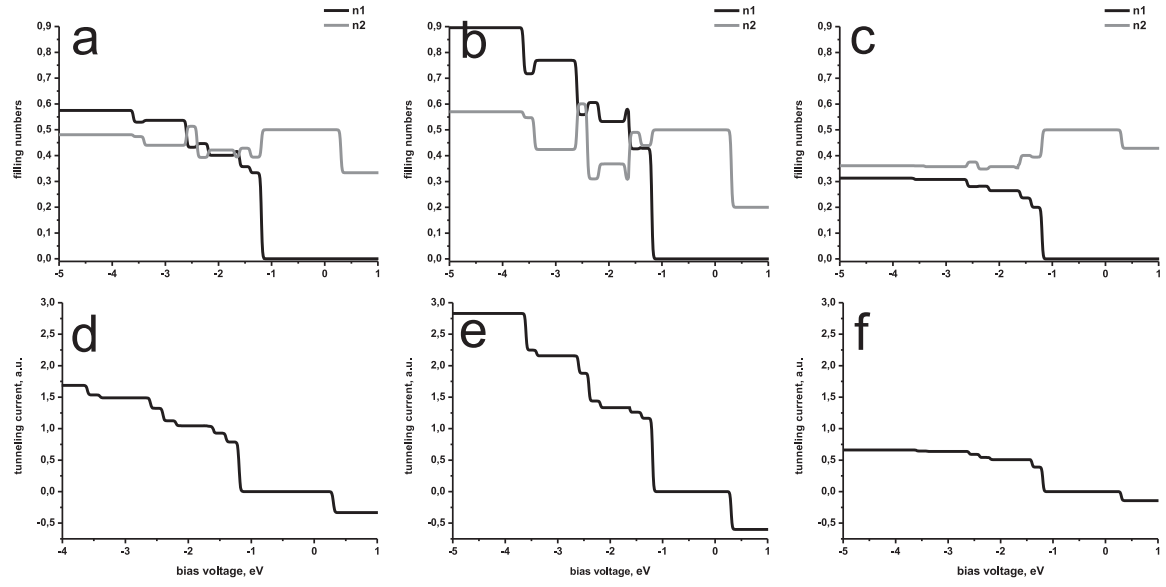 n1
n2
a
filling numbers
0,9
0,8
0,7
0,6
0,5
0,4
0,3
0,2
0,1
0,0
-5 -4 -3 -2 -1 0 1
n1
n2
b
filling numbers
0,9
0,8
0,7
0,6
0,5
0,4
0,3
0,2
0,1
0,0
-5 -4 -3 -2 -1 0 1
n1
n2
c
filling numbers
0,9
0,8
0,7
0,6
0,5
0,4
0,3
0,2
0,1
0,0
-5 -4 -3 -2 -1 0 1
d
tunneling current, a.u.
3,0
2,5
2,0
1,5
1,0
0,5
0,0
-0,5
-4 -3 -2 -1 0 1
bias voltage, eV
e
tunneling current, a.u.
3,0
2,5
2,0
1,5
1,0
0,5
0,0
-0,5
-5 -4 -3 -2 -1 0 1
bias voltage, eV
f
tunneling current, a.u.
3,0
2,5
2,0
1,5
1,0
0,5
0,0
-0,5
-5 -4 -3 -2 -1 0 1
bias voltage, eV